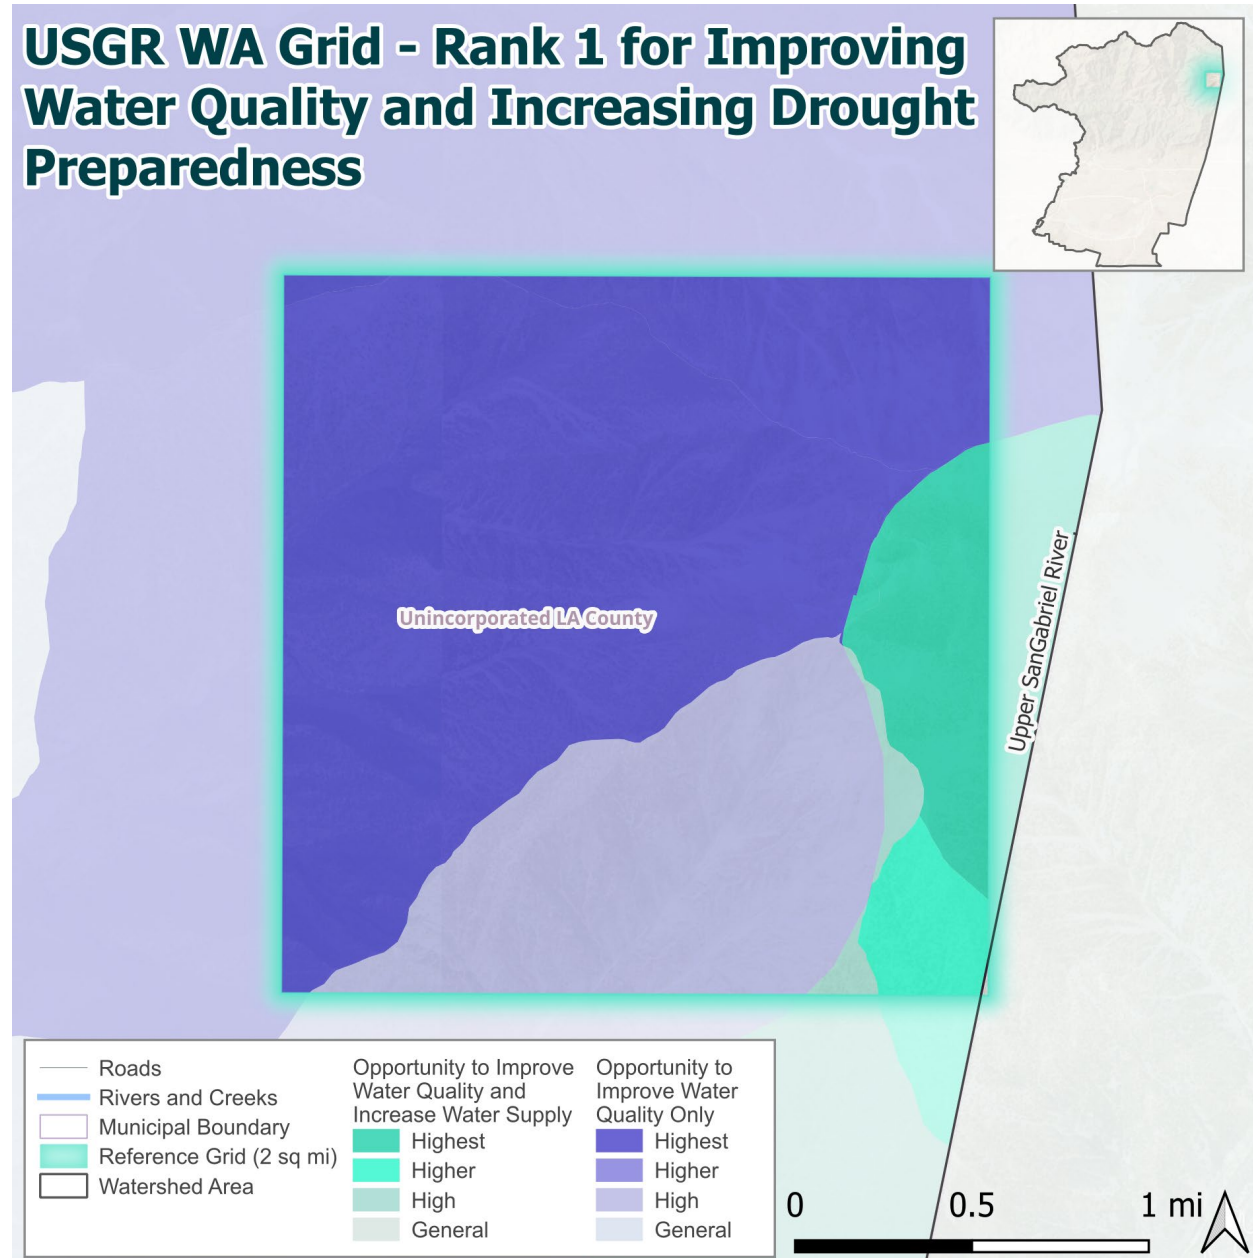 USGR WA Grid - Rank 1 for Improving
Water Quality and Increasing Drought
Preparedness
Unincorporated LA County
Upper SanGabriel River
Roads
Rivers and Creeks
Municipal Boundary
Reference Grid (2 sq mi)
Watershed Area
Opportunity to Improve
Water Quality and
Increase Water Supply
Highest
Higher
High
General
Opportunity to
Improve Water
Quality Only
Highest
Higher
High
General
0 0.5 1 mi